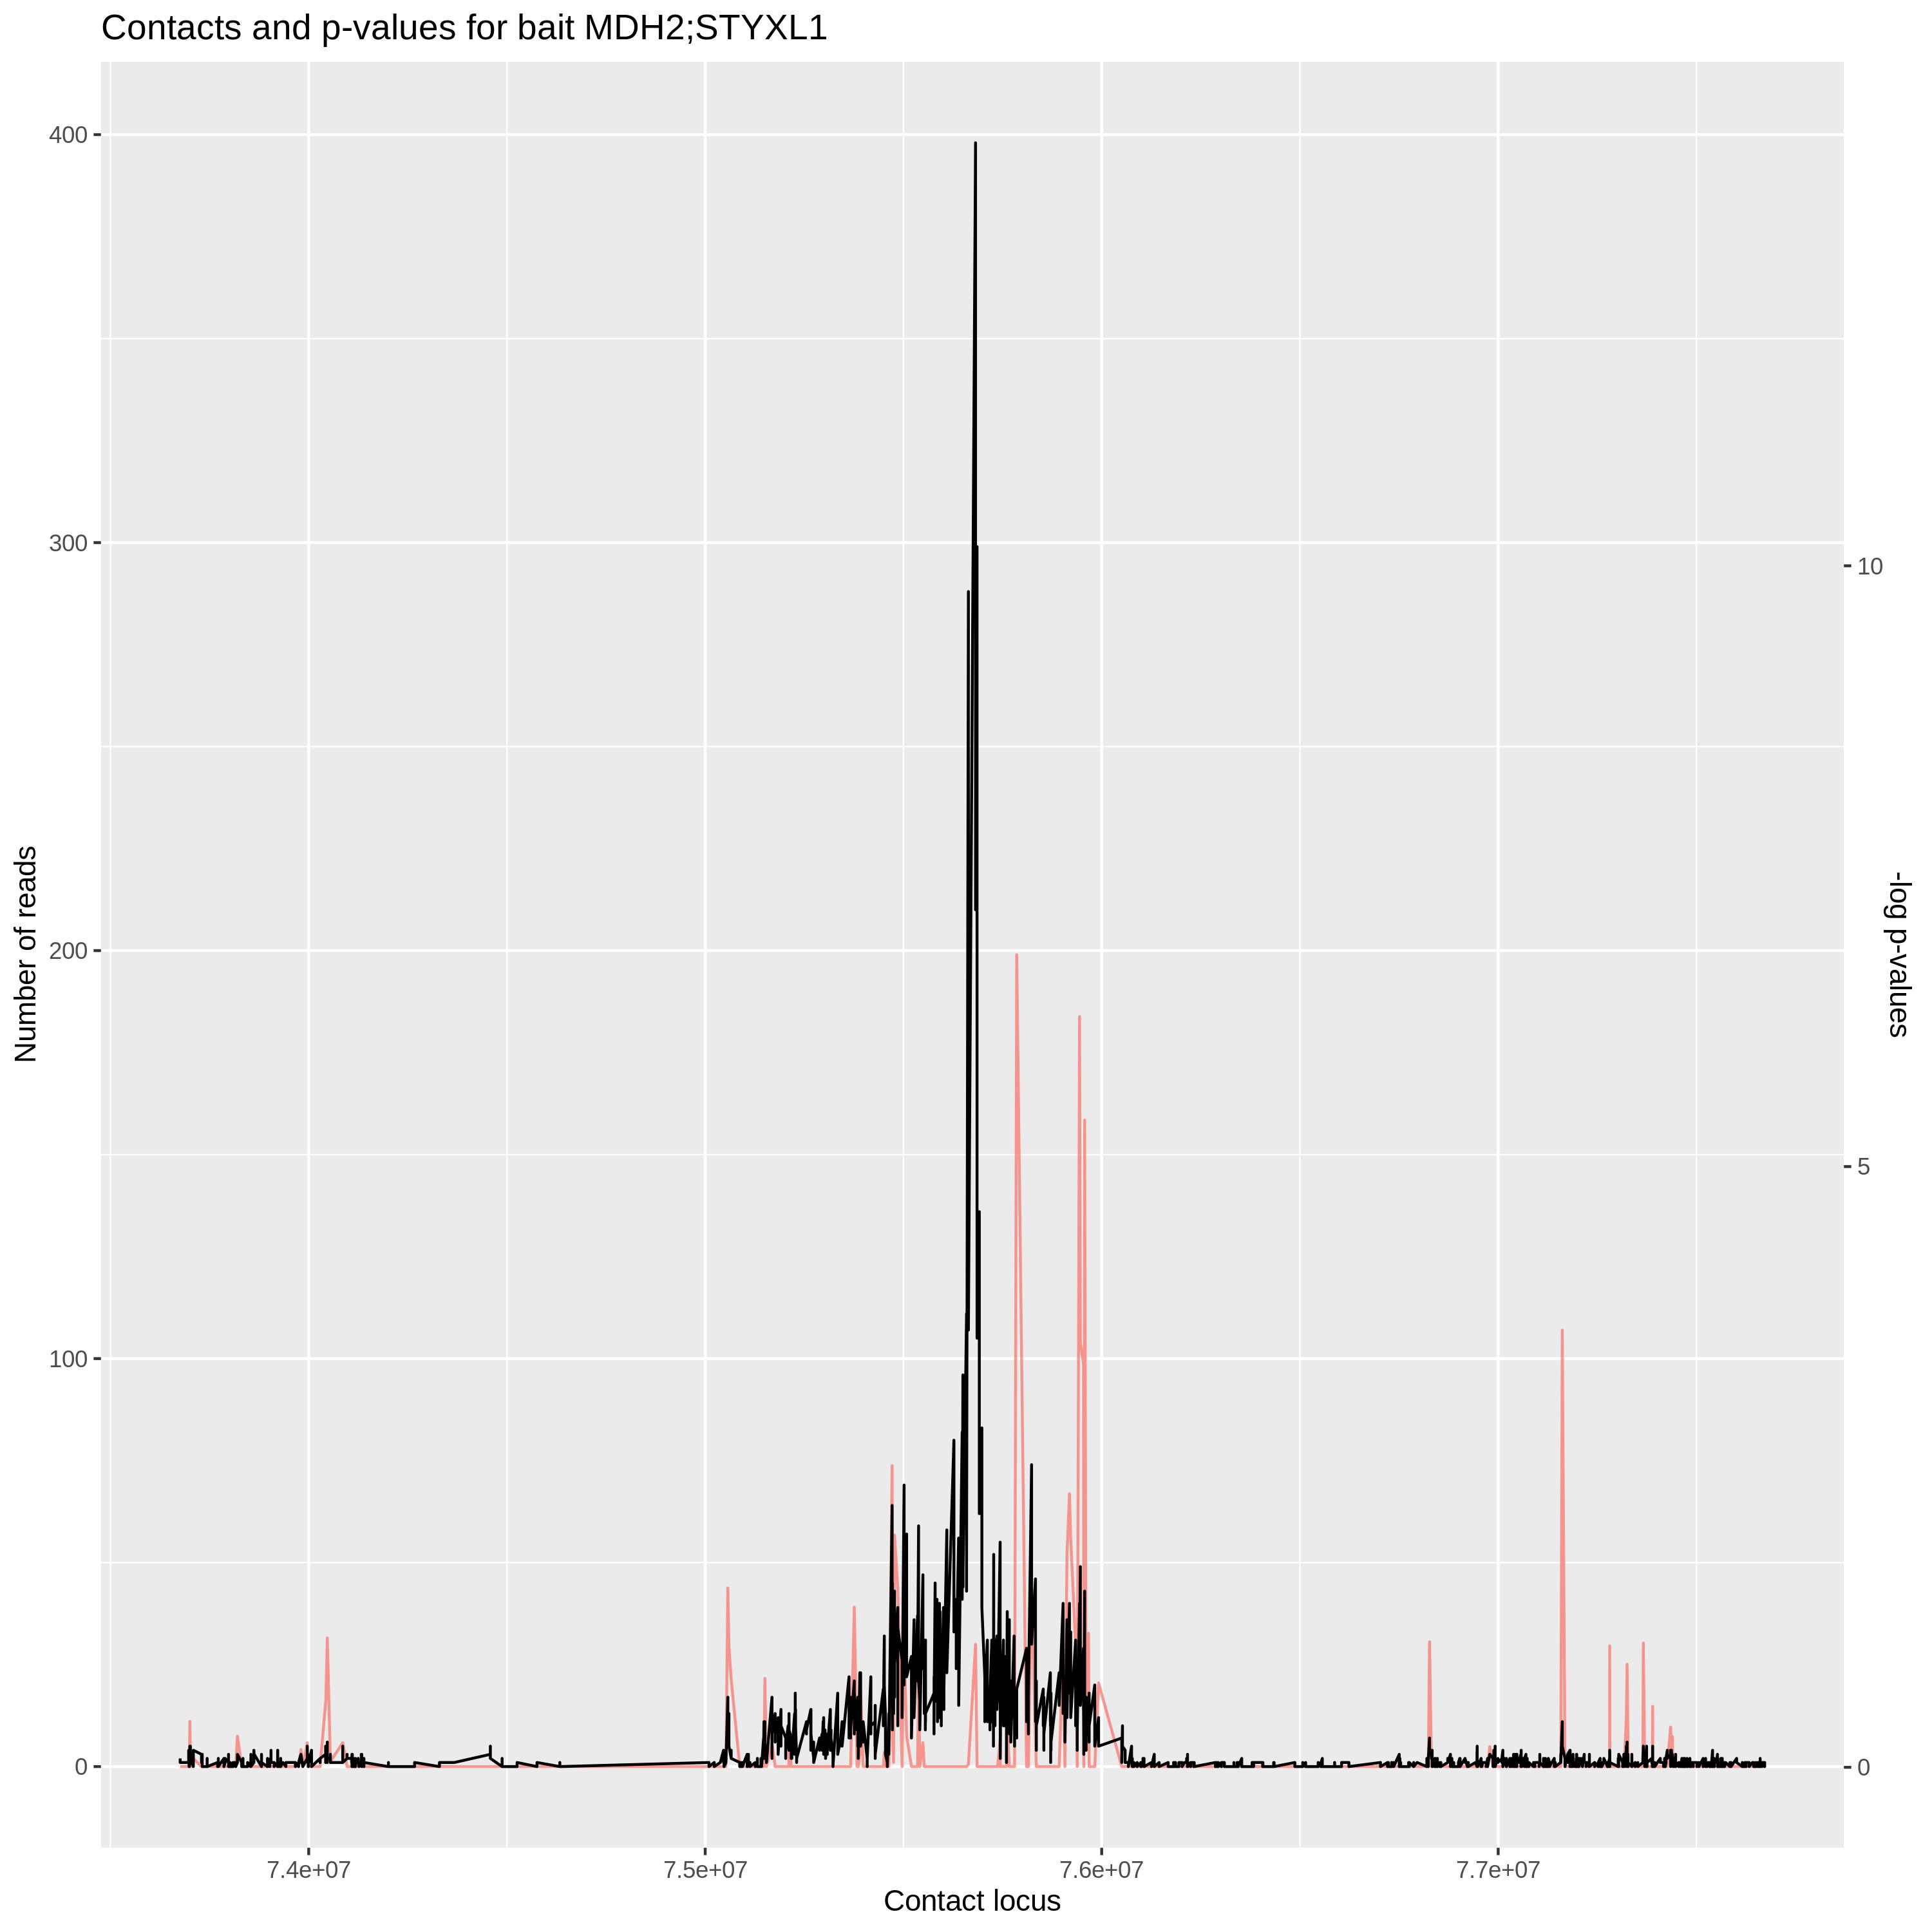 Contacts and p-values for bait MDH2;STYXL1
400
300
200
100
0
Number of reads
10
5
0
-log p-values
7.4e+07
7.5e+07
7.6e+07
7.7e+07
Contact locus